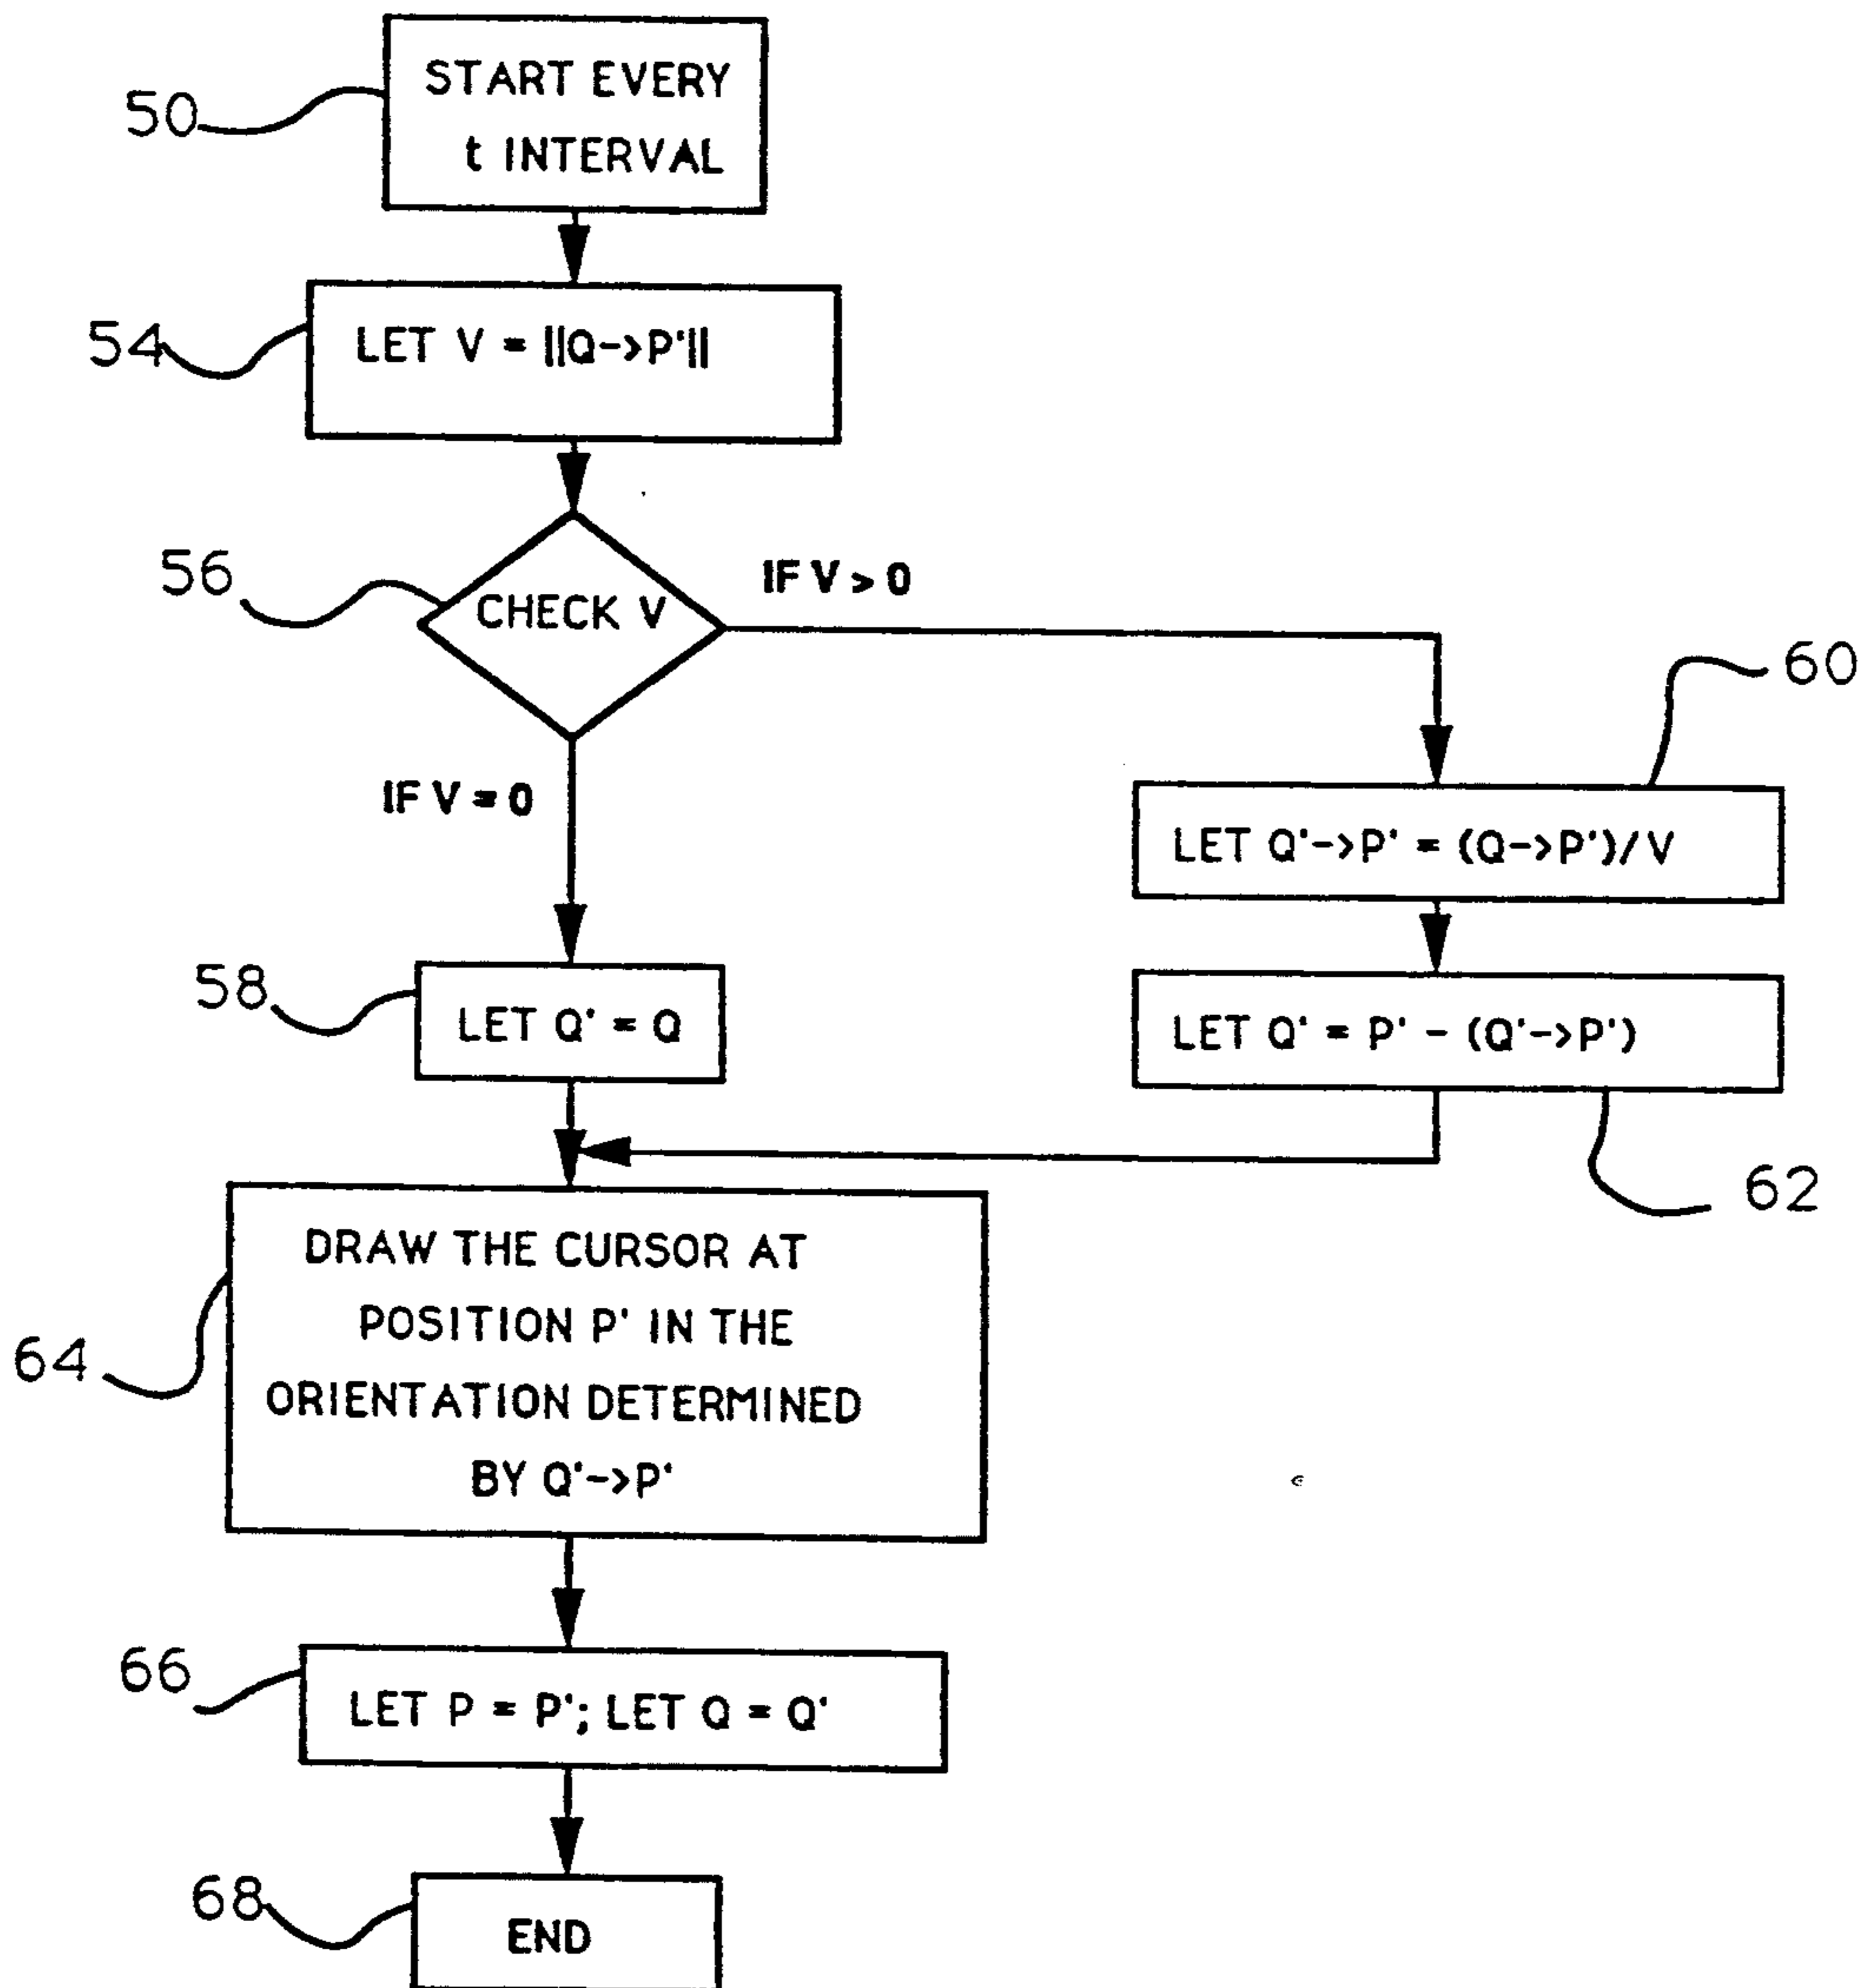 50
START EVERY
t INTERVAL
54
LET V = ||Q->P'||
56
CHECK V
IF V > 0
IF V = 0
60
LET Q'->P' = (Q->P')/V
58
LET Q' = Q
LET Q' = P' - (Q'->P')
62
64
DRAW THE CURSOR AT
POSITION P' IN THE
ORIENTATION DETERMINED
BY Q'->P'
66
LET P = P'; LET Q = Q'
68
END